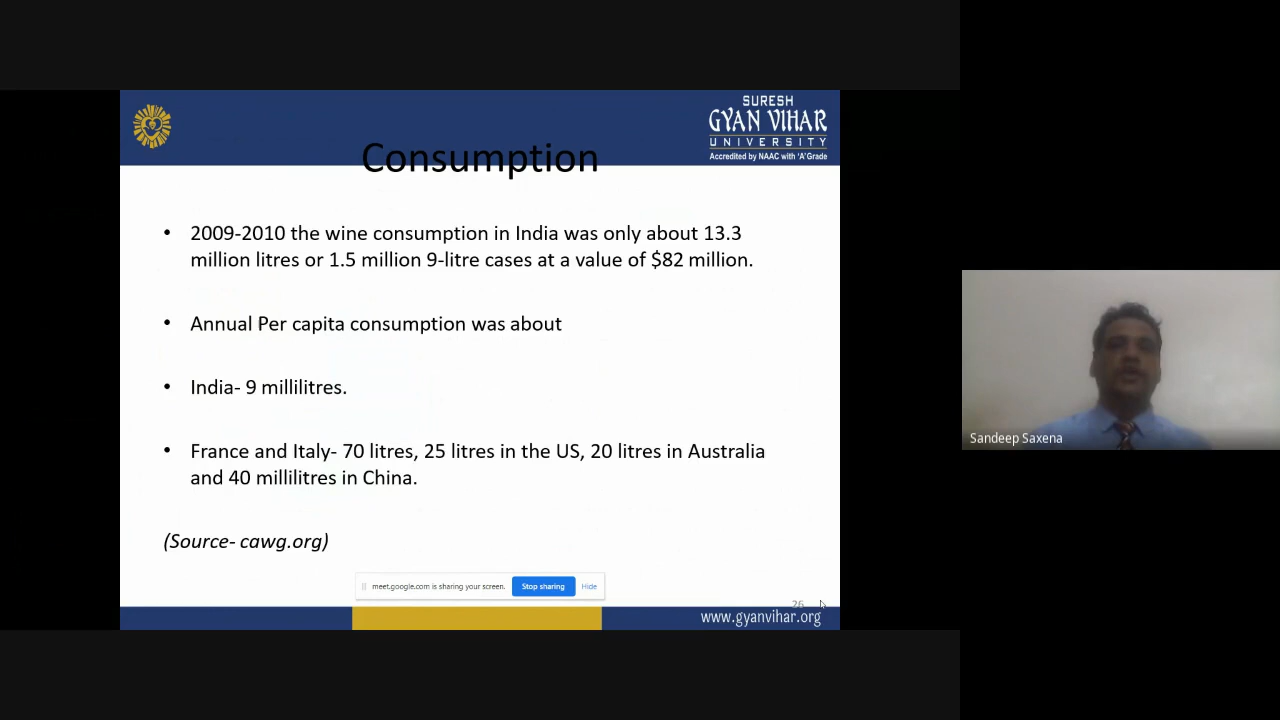 SURESH
GYAN VIHAR
UNIVERSITY
Accredited by NAAC with 'A' Grade
Consumption
• 2009-2010 the wine consumption in India was only about 13.3
million litres or 1.5 million 9-litre cases at a value of $82 million.
• Annual Per capita consumption was about
• India- 9 millilitres.
• France and Italy- 70 litres, 25 litres in the US, 20 litres in Australia
and 40 millilitres in China.
(Source- cawg.org)
meet.google.com is sharing your screen. Stop sharing Hide
26
www.gyanvihar.org
Sandeep Saxena